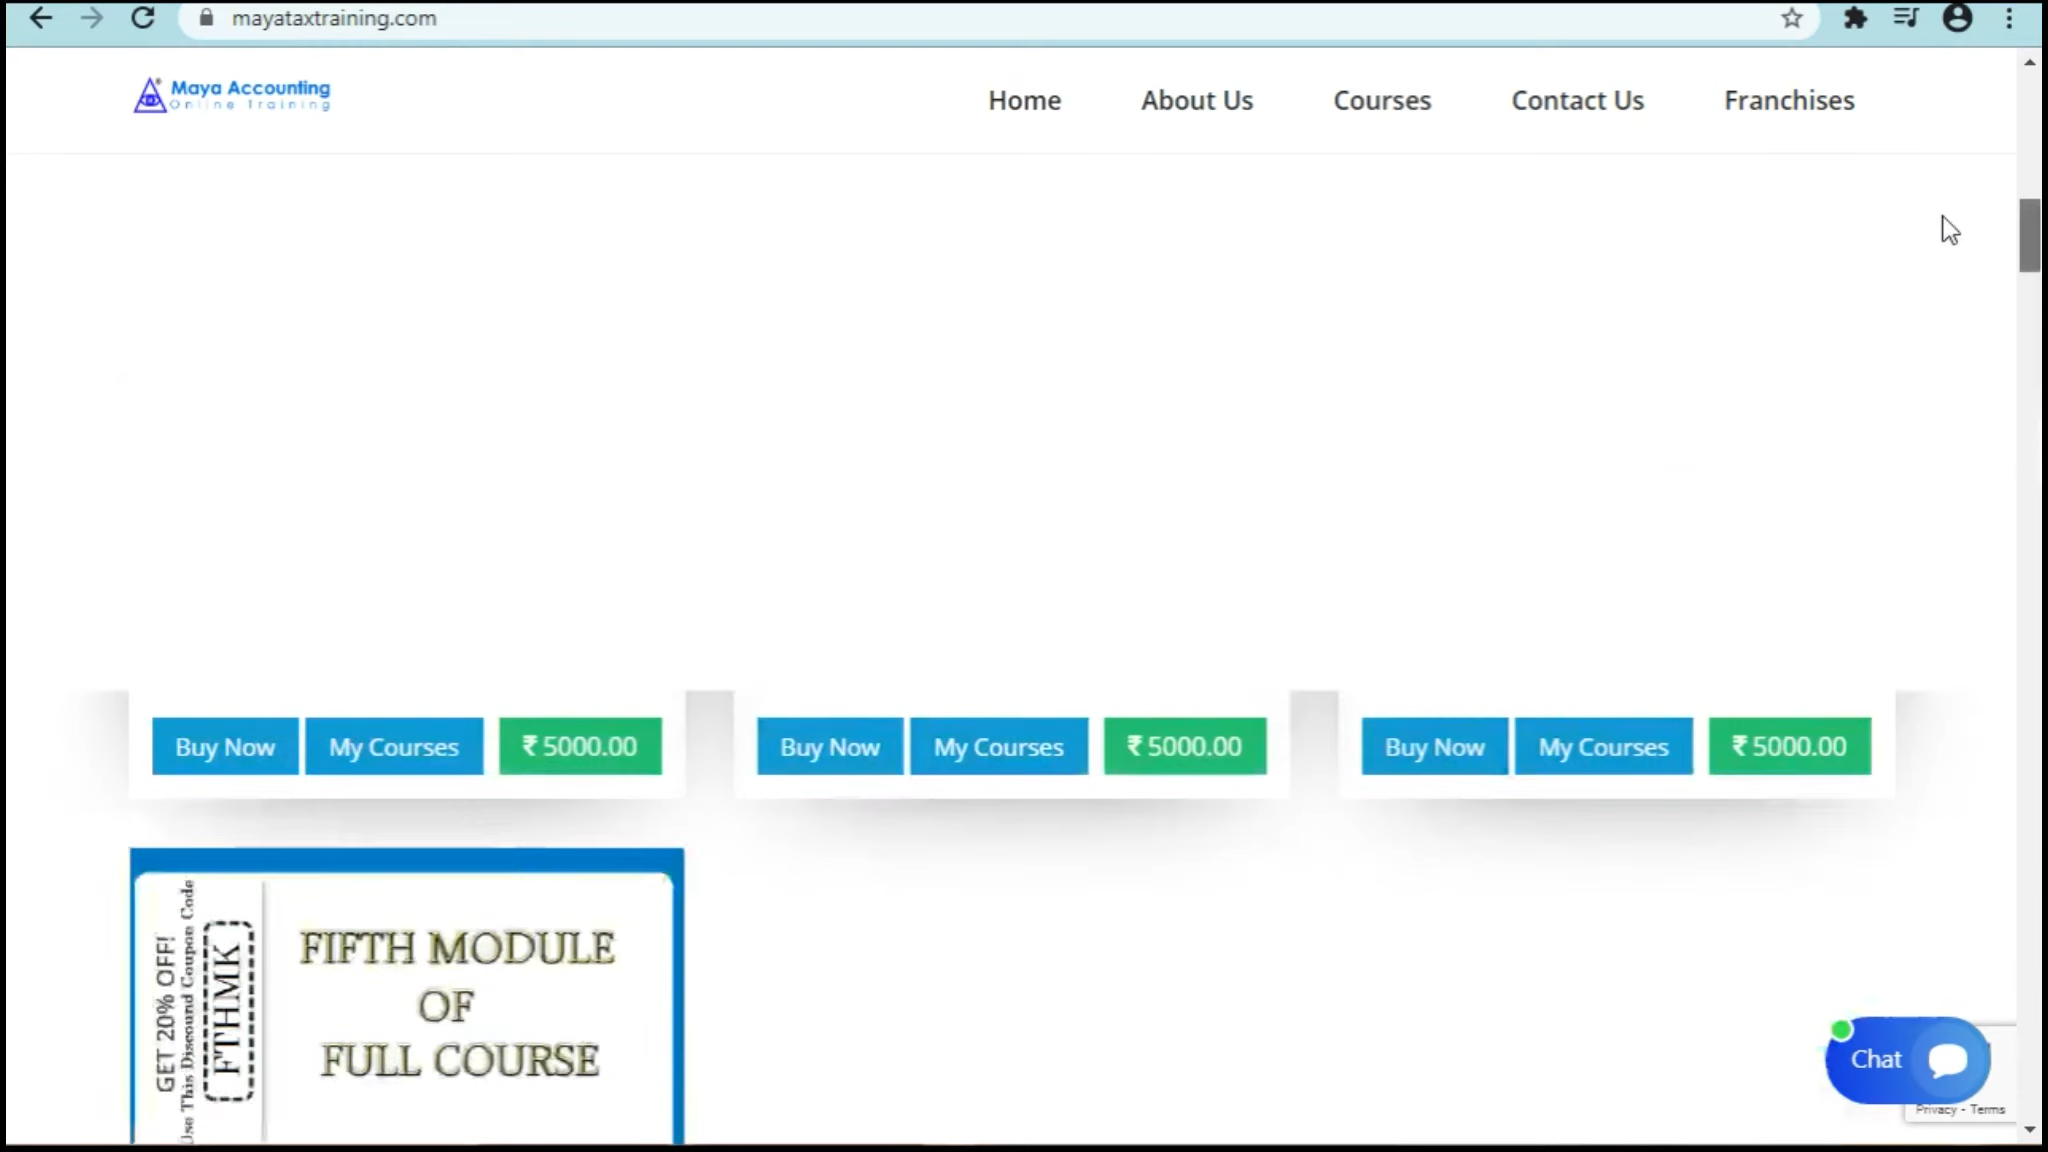 mayataxtraining.com
Maya Accounting
Online Training
Home
About Us
Courses
Contact Us
Franchises
Buy Now
My Courses
₹ 5000.00
Buy Now
My Courses
₹ 5000.00
Buy Now
My Courses
₹ 5000.00
GET 20% OFF!
Use This Discound Coupon Code
FTHMK
FIFTH MODULE
OF
FULL COURSE
Chat
Privacy - Terms